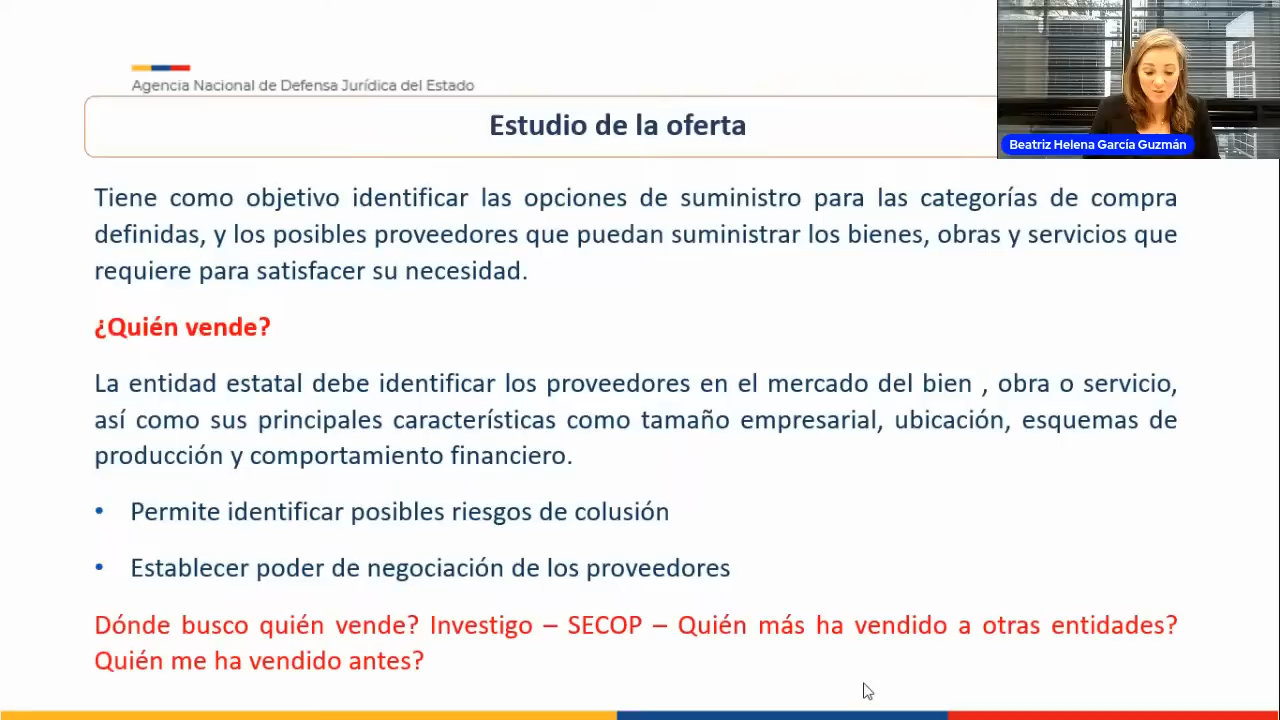 Agencia Nacional de Defensa Jurídica del Estado
Estudio de la oferta
Beatriz Helena García Guzmán
Tiene como objetivo identificar las opciones de suministro para las categorías de compra
definidas, y los posibles proveedores que puedan suministrar los bienes, obras y servicios que
requiere para satisfacer su necesidad.
¿Quién vende?
La entidad estatal debe identificar los proveedores en el mercado del bien , obra o servicio,
así como sus principales características como tamaño empresarial, ubicación, esquemas de
producción y comportamiento financiero.
• Permite identificar posibles riesgos de colusión
• Establecer poder de negociación de los proveedores
Dónde busco quién vende? Investigo – SECOP – Quién más ha vendido a otras entidades?
Quién me ha vendido antes?